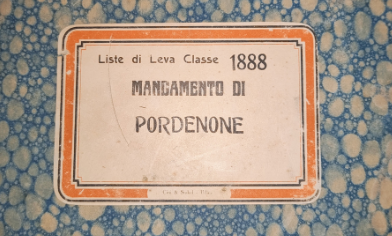 Liste di Leva Classe 1888
MANDAMENTO DI
PORDENONE